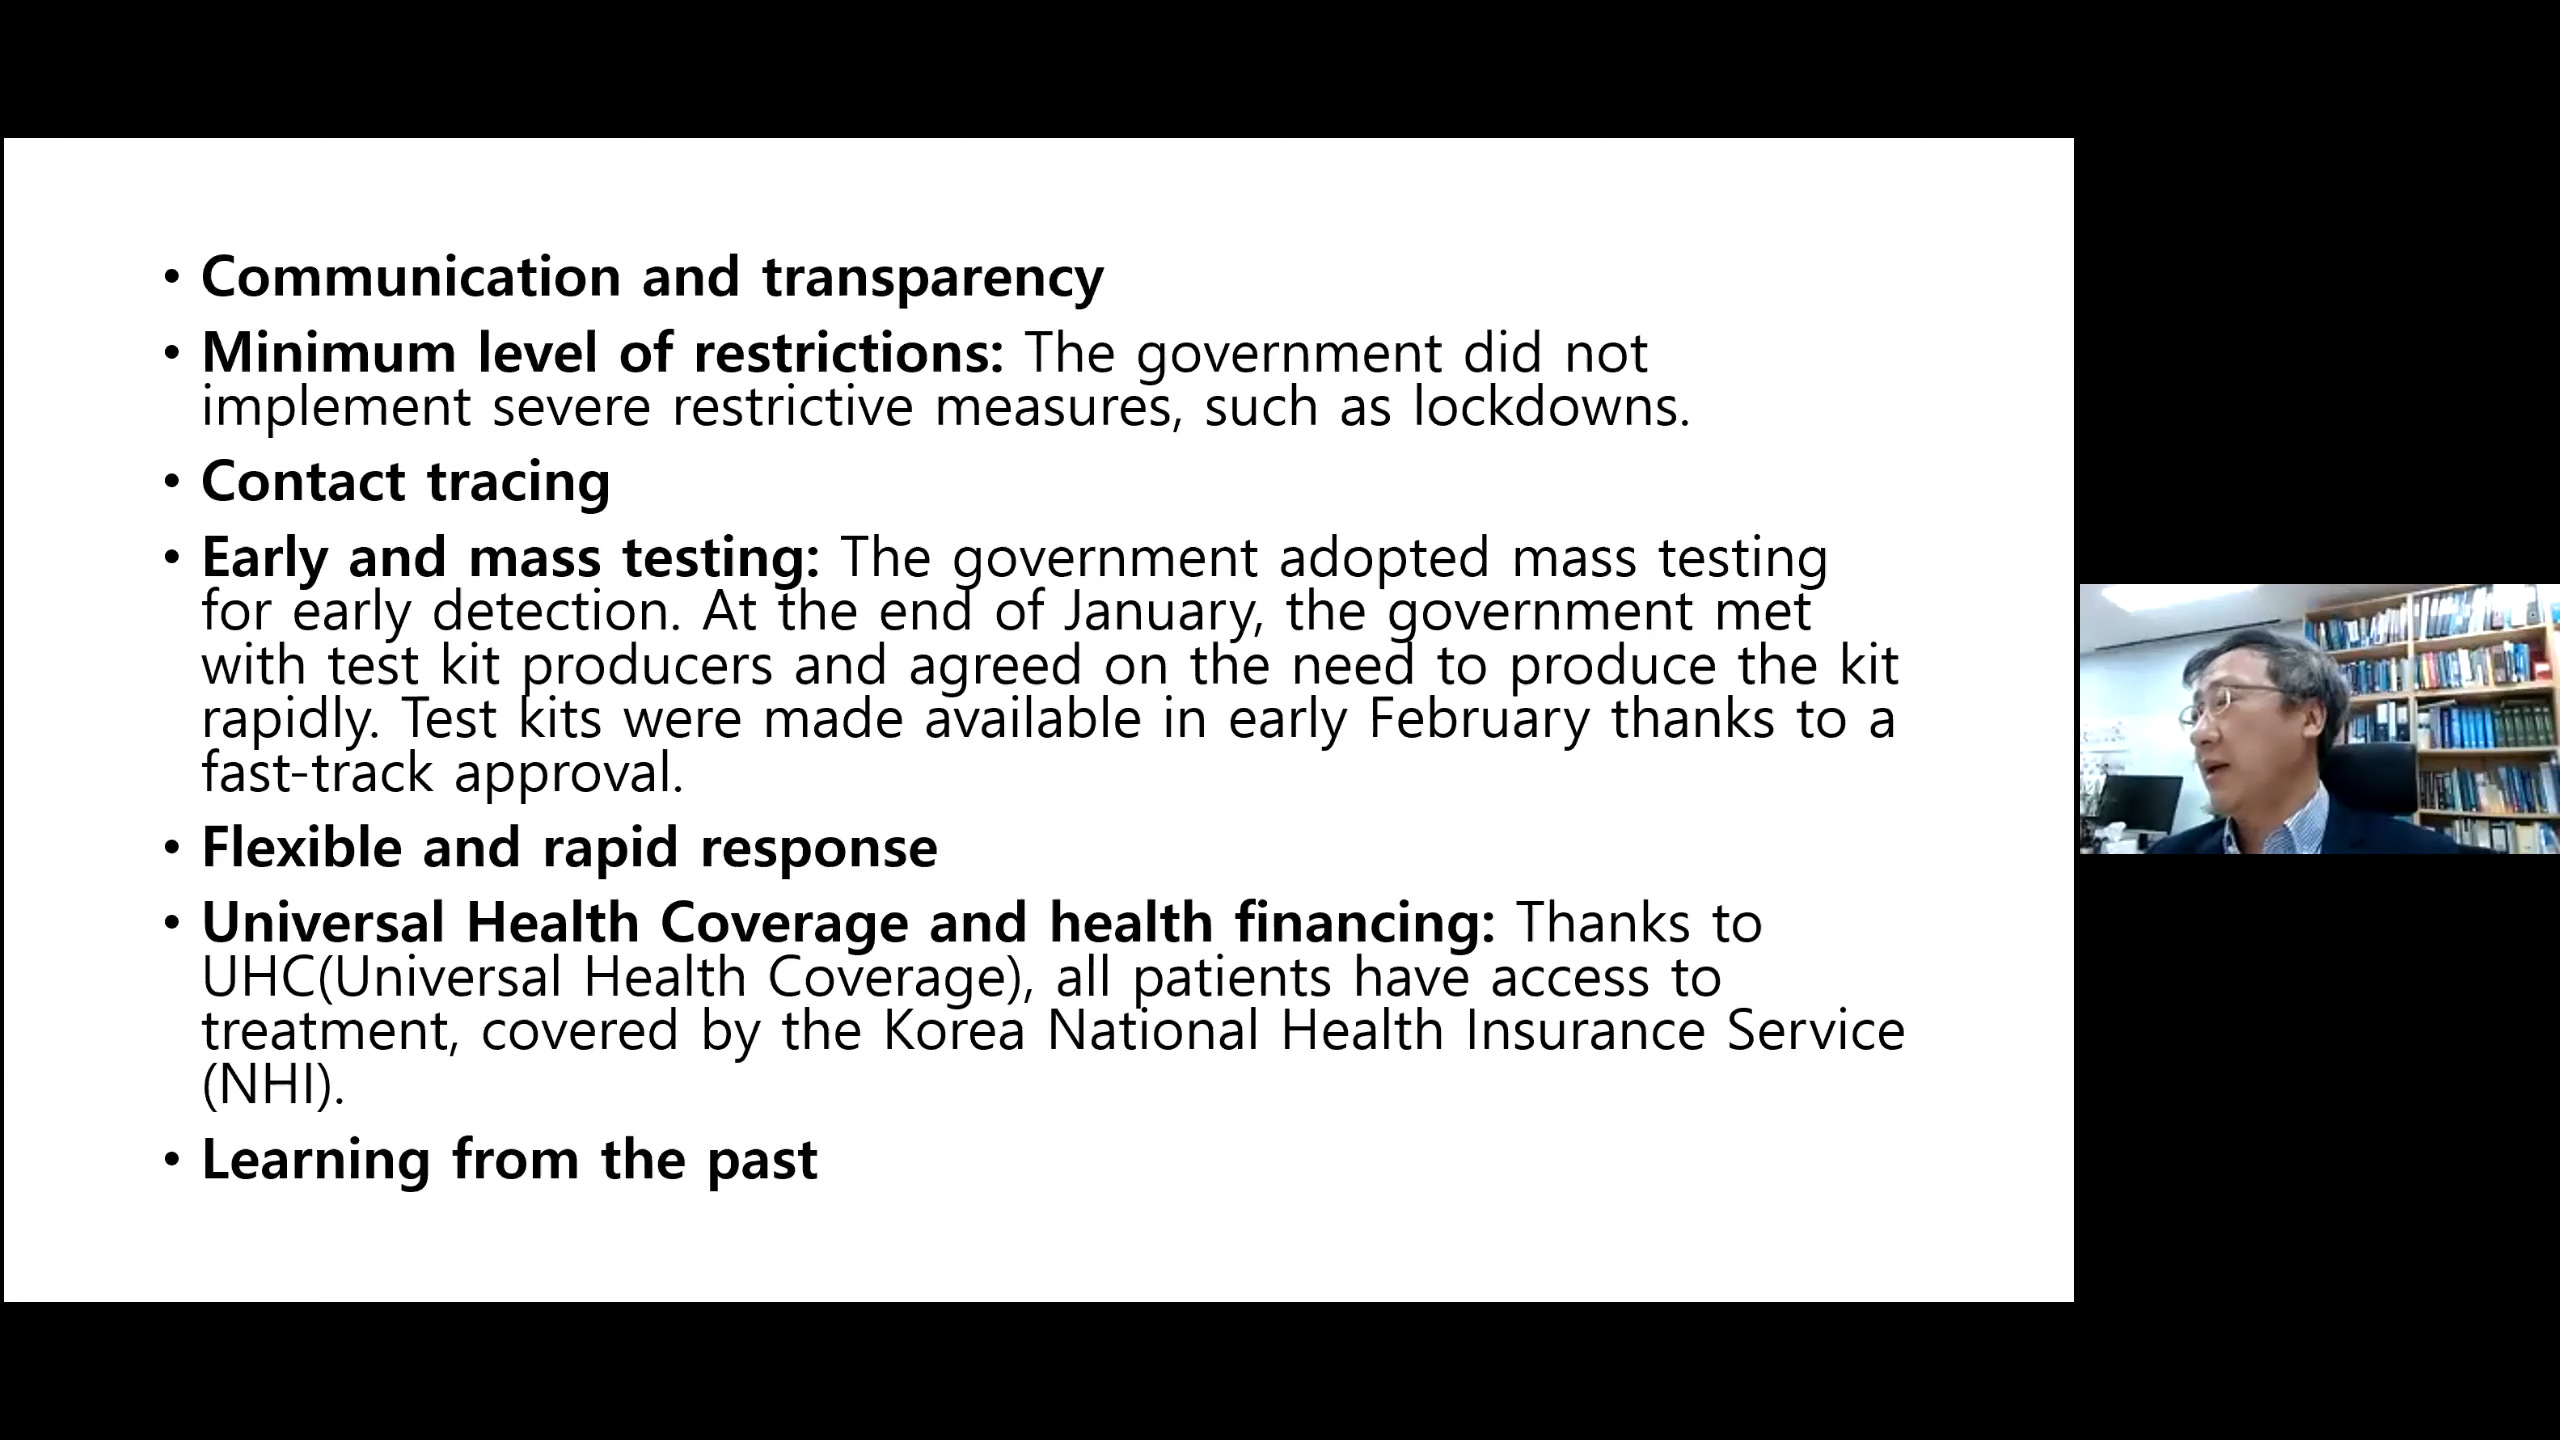 • Communication and transparency
• Minimum level of restrictions: The government did not
implement severe restrictive measures, such as lockdowns.
• Contact tracing
• Early and mass testing: The government adopted mass testing
for early detection. At the end of January, the government met
with test kit producers and agreed on the need to produce the kit
rapidly. Test kits were made available in early February thanks to a
fast-track approval.
• Flexible and rapid response
• Universal Health Coverage and health financing: Thanks to
UHC(Universal Health Coverage), all patients have access to
treatment, covered by the Korea National Health Insurance Service
(NHI).
• Learning from the past